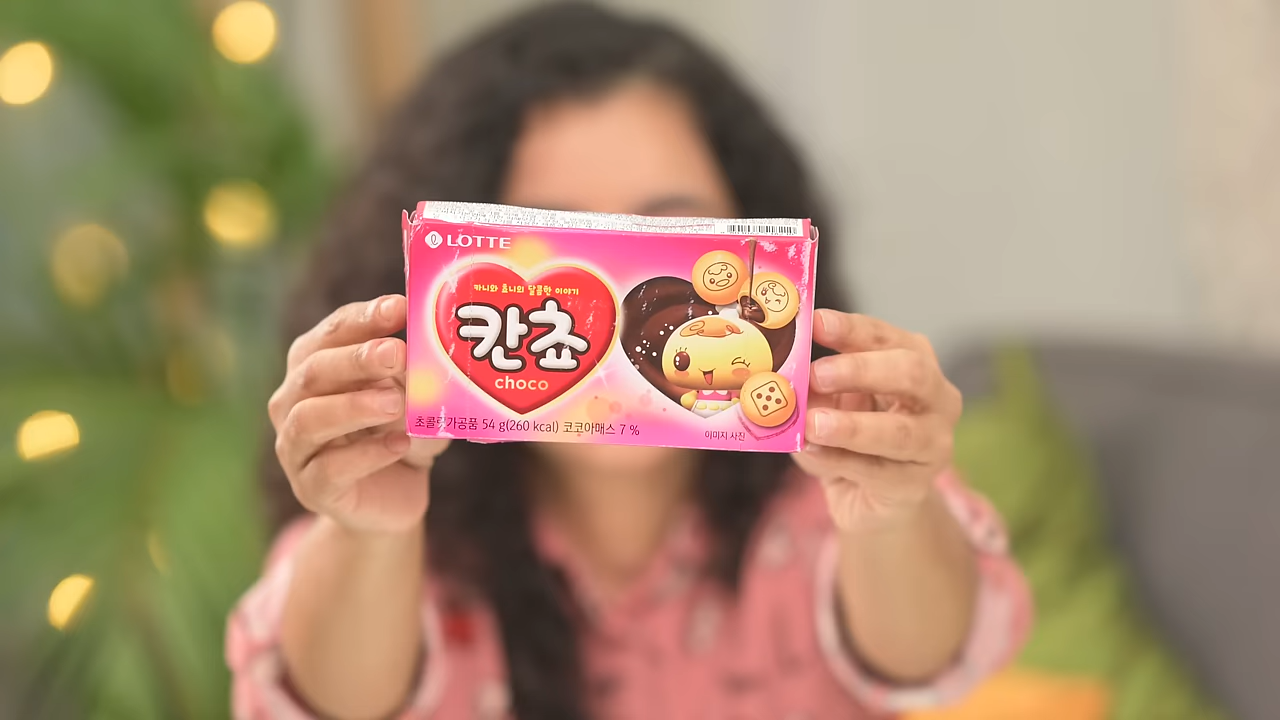 LOTTE
카니와 쵸니의 달콤한 이야기
칸쵸
choco
초콜릿가공품 54 g(260 kcal) 코코아매스 7 %
이미지 사진